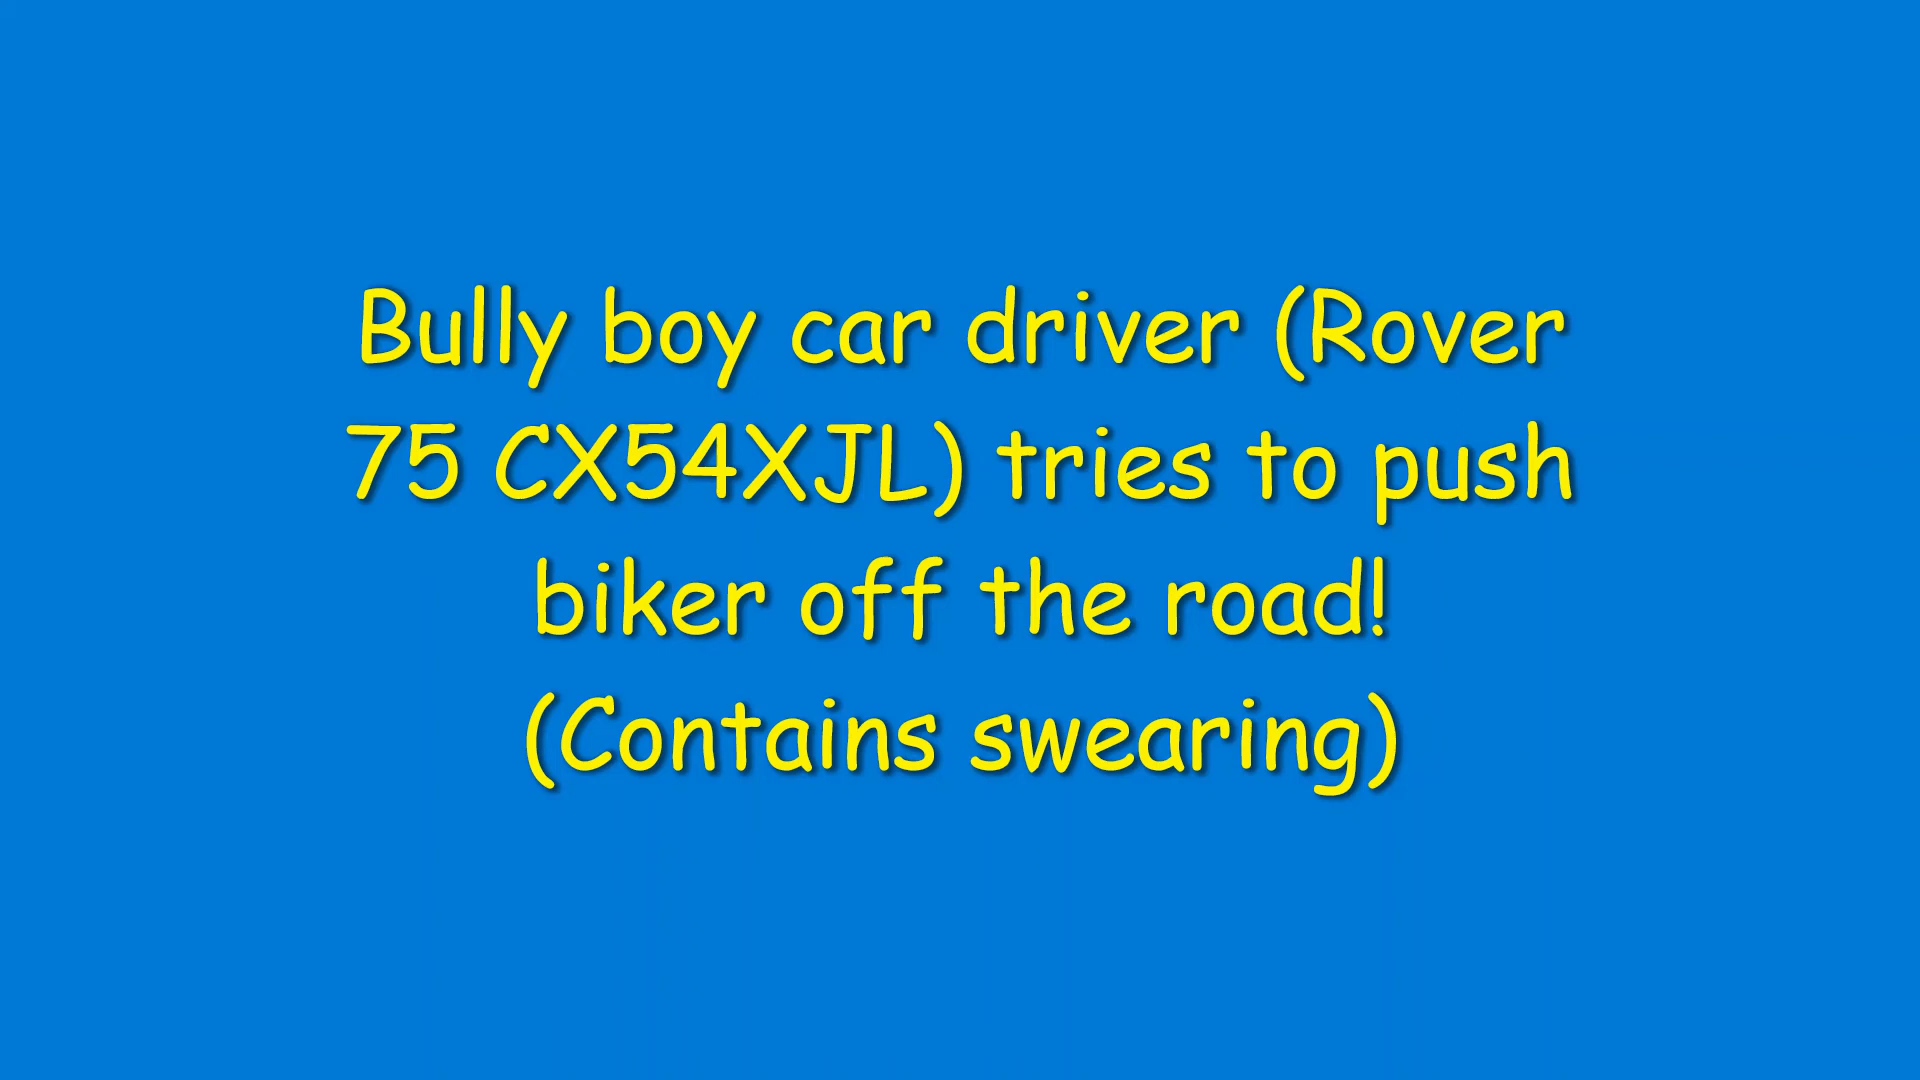 Bully boy car driver (Rover
75 CX54XJL) tries to push
biker off the road!
(Contains swearing)